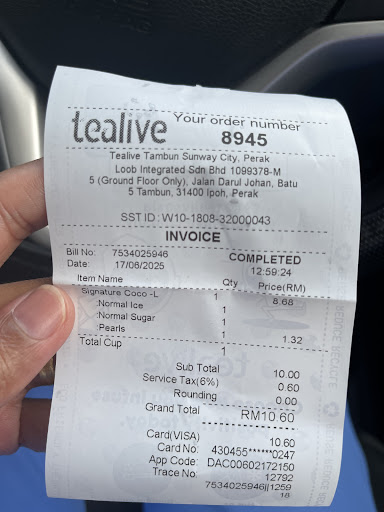 tealive
Your order number
8945
Tealive Tambun Sunway City, Perak
Loob Integrated Sdn Bhd 1099378-M
5 (Ground Floor Only), Jalan Darul Johan, Batu
5 Tambun, 31400 Ipoh, Perak
SST ID: W10-1808-32000043
INVOICE
Bill No: 7534025946 COMPLETED
Date: 17/06/2025 12:59:24
Item Name Qty Price(RM)
Signature Coco -L 1 8.68
:Normal Ice 1
:Normal Sugar 1
:Pearls 1 1.32
Total Cup 1
Sub Total 10.00
Service Tax(6%) 0.60
Rounding 0.00
Grand Total RM10.60
Card(VISA) 10.60
Card No: 430455******0247
App Code: DAC00602172150
Trace No: 12792
7534025946||1259
18